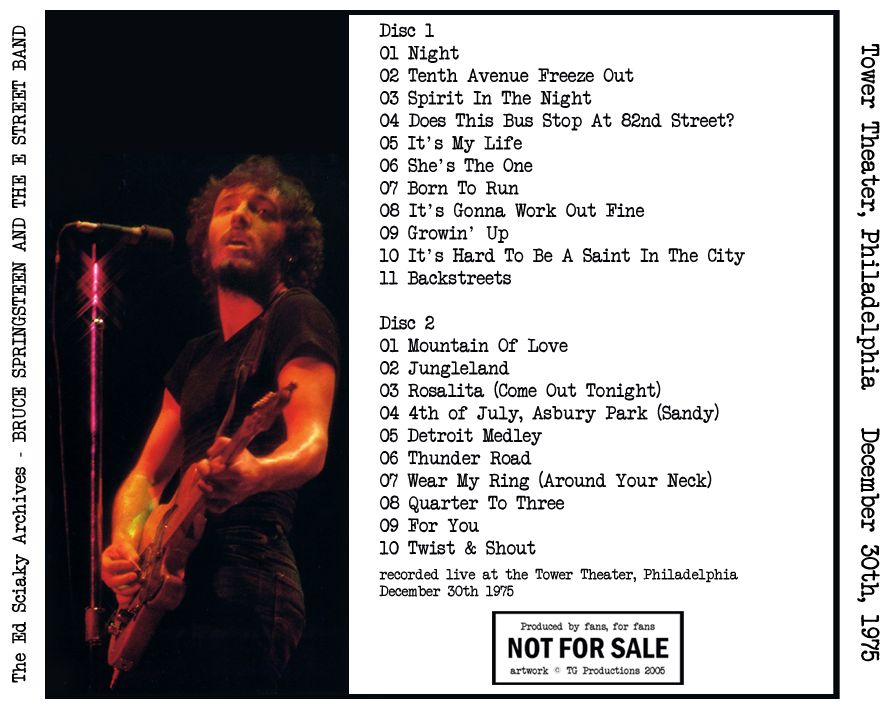 The Ed Sciaky Archives - BRUCE SPRINGSTEEN AND THE E STREET BAND
Disc 1
01 Night
02 Tenth Avenue Freeze Out
03 Spirit In The Night
04 Does This Bus Stop At 82nd Street?
05 It's My Life
06 She's The One
07 Born To Run
08 It's Gonna Work Out Fine
09 Growin' Up
10 It's Hard To Be A Saint In The City
11 Backstreets
Disc 2
01 Mountain Of Love
02 Jungleland
03 Rosalita (Come Out Tonight)
04 4th of July, Asbury Park (Sandy)
05 Detroit Medley
06 Thunder Road
07 Wear My Ring (Around Your Neck)
08 Quarter To Three
09 For You
10 Twist & Shout
recorded live at the Tower Theater, Philadelphia
December 30th 1975
Produced by fans, for fans
NOT FOR SALE
artwork © TG Productions 2005
Tower Theater, Philadelphia December 30th, 1975